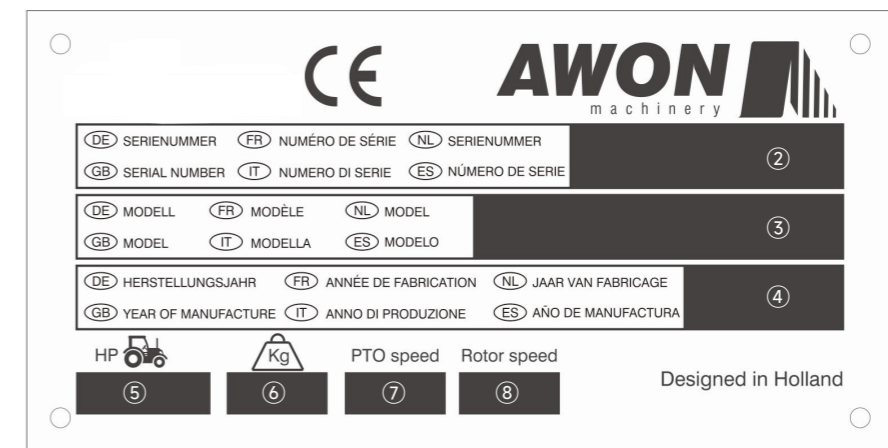 CE
AWON
machinery
DE SERIENUMMER FR NUMÉRO DE SÉRIE NL SERIENUMMER
GB SERIAL NUMBER IT NUMERO DI SERIE ES NÚMERO DE SERIE
②
DE MODELL FR MODÈLE NL MODEL
GB MODEL IT MODELLA ES MODELO
③
DE HERSTELLUNGSJAHR FR ANNÉE DE FABRICATION NL JAAR VAN FABRICAGE
GB YEAR OF MANUFACTURE IT ANNO DI PRODUZIONE ES AÑO DE MANUFACTURA
④
HP Kg PTO speed Rotor speed
⑤ ⑥ ⑦ ⑧
Designed in Holland